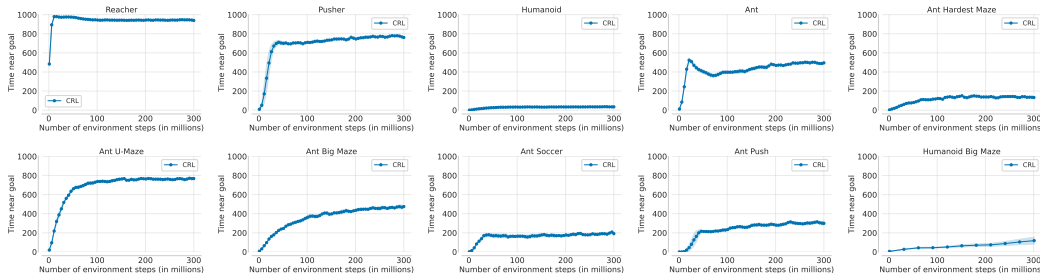 Reacher
1000
800
600
400
200
0
Time near goal
CRL
0 100 200 300
Number of environment steps (in millions)
Pusher
1000
800
600
400
200
0
Time near goal
CRL
0 100 200 300
Number of environment steps (in millions)
Humanoid
1000
800
600
400
200
0
Time near goal
CRL
0 100 200 300
Number of environment steps (in millions)
Ant
1000
800
600
400
200
0
Time near goal
CRL
0 100 200 300
Number of environment steps (in millions)
Ant Hardest Maze
1000
800
600
400
200
0
Time near goal
CRL
0 100 200 300
Number of environment steps (in millions)
Ant U-Maze
1000
800
600
400
200
0
Time near goal
CRL
0 100 200 300
Number of environment steps (in millions)
Ant Big Maze
1000
800
600
400
200
0
Time near goal
CRL
0 100 200 300
Number of environment steps (in millions)
Ant Soccer
1000
800
600
400
200
0
Time near goal
CRL
0 100 200 300
Number of environment steps (in millions)
Ant Push
1000
800
600
400
200
0
Time near goal
CRL
0 100 200 300
Number of environment steps (in millions)
Humanoid Big Maze
1000
800
600
400
200
0
Time near goal
CRL
0 100 200 300
Number of environment steps (in millions)